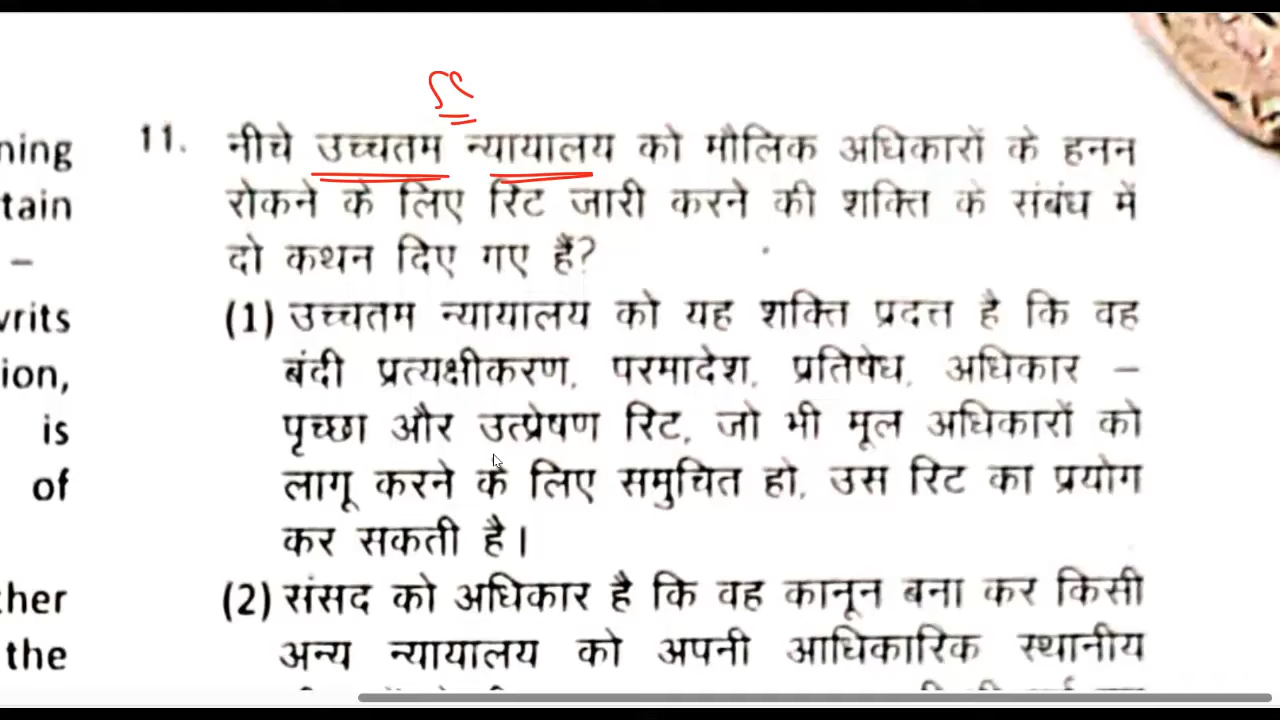 SC
ning
tain
–
vrits
ion,
is
of
ther
the
11. नीचे उच्चतम न्यायालय को मौलिक अधिकारों के हनन
रोकने के लिए रिट जारी करने की शक्ति के संबंध में
दो कथन दिए गए हैं?
(1) उच्चतम न्यायालय को यह शक्ति प्रदत्त है कि वह
बंदी प्रत्यक्षीकरण, परमादेश, प्रतिषेध, अधिकार –
पृच्छा और उत्प्रेषण रिट, जो भी मूल अधिकारों को
लागू करने के लिए समुचित हो, उस रिट का प्रयोग
कर सकती है।
(2) संसद को अधिकार है कि वह कानून बना कर किसी
अन्य न्यायालय को अपनी आधिकारिक स्थानीय